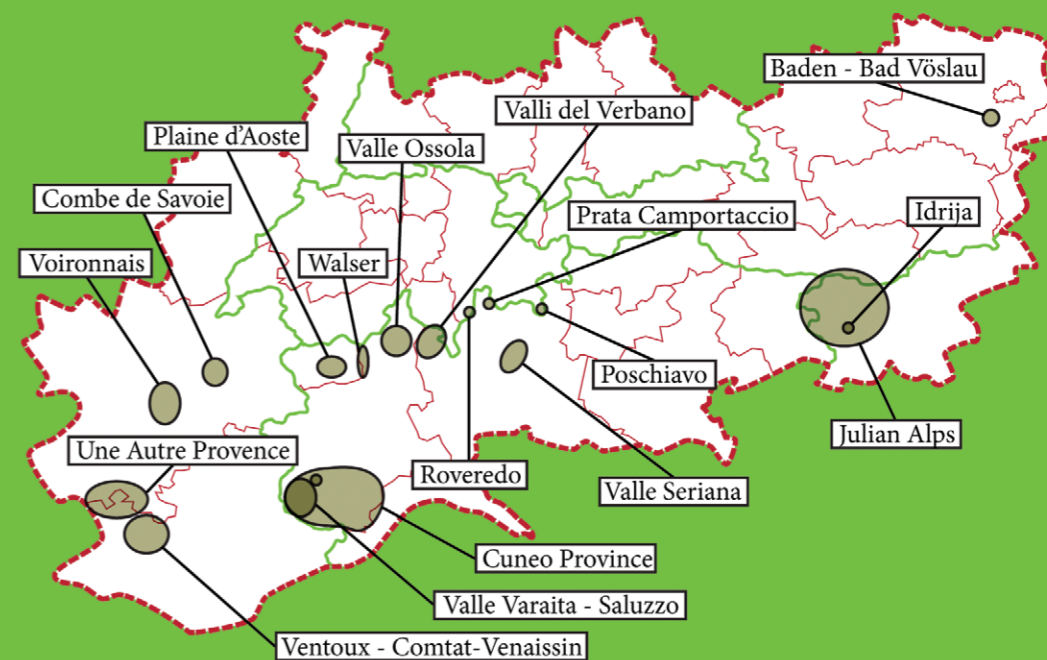 Baden - Bad Vöslau
Valli del Verbano
Plaine d'Aoste
Valle Ossola
Combe de Savoie
Prata Camportaccio
Idrija
Voironnais
Walser
Poschiavo
Julian Alps
Une Autre Provence
Roveredo
Valle Seriana
Cuneo Province
Valle Varaita - Saluzzo
Ventoux - Comtat-Venaissin